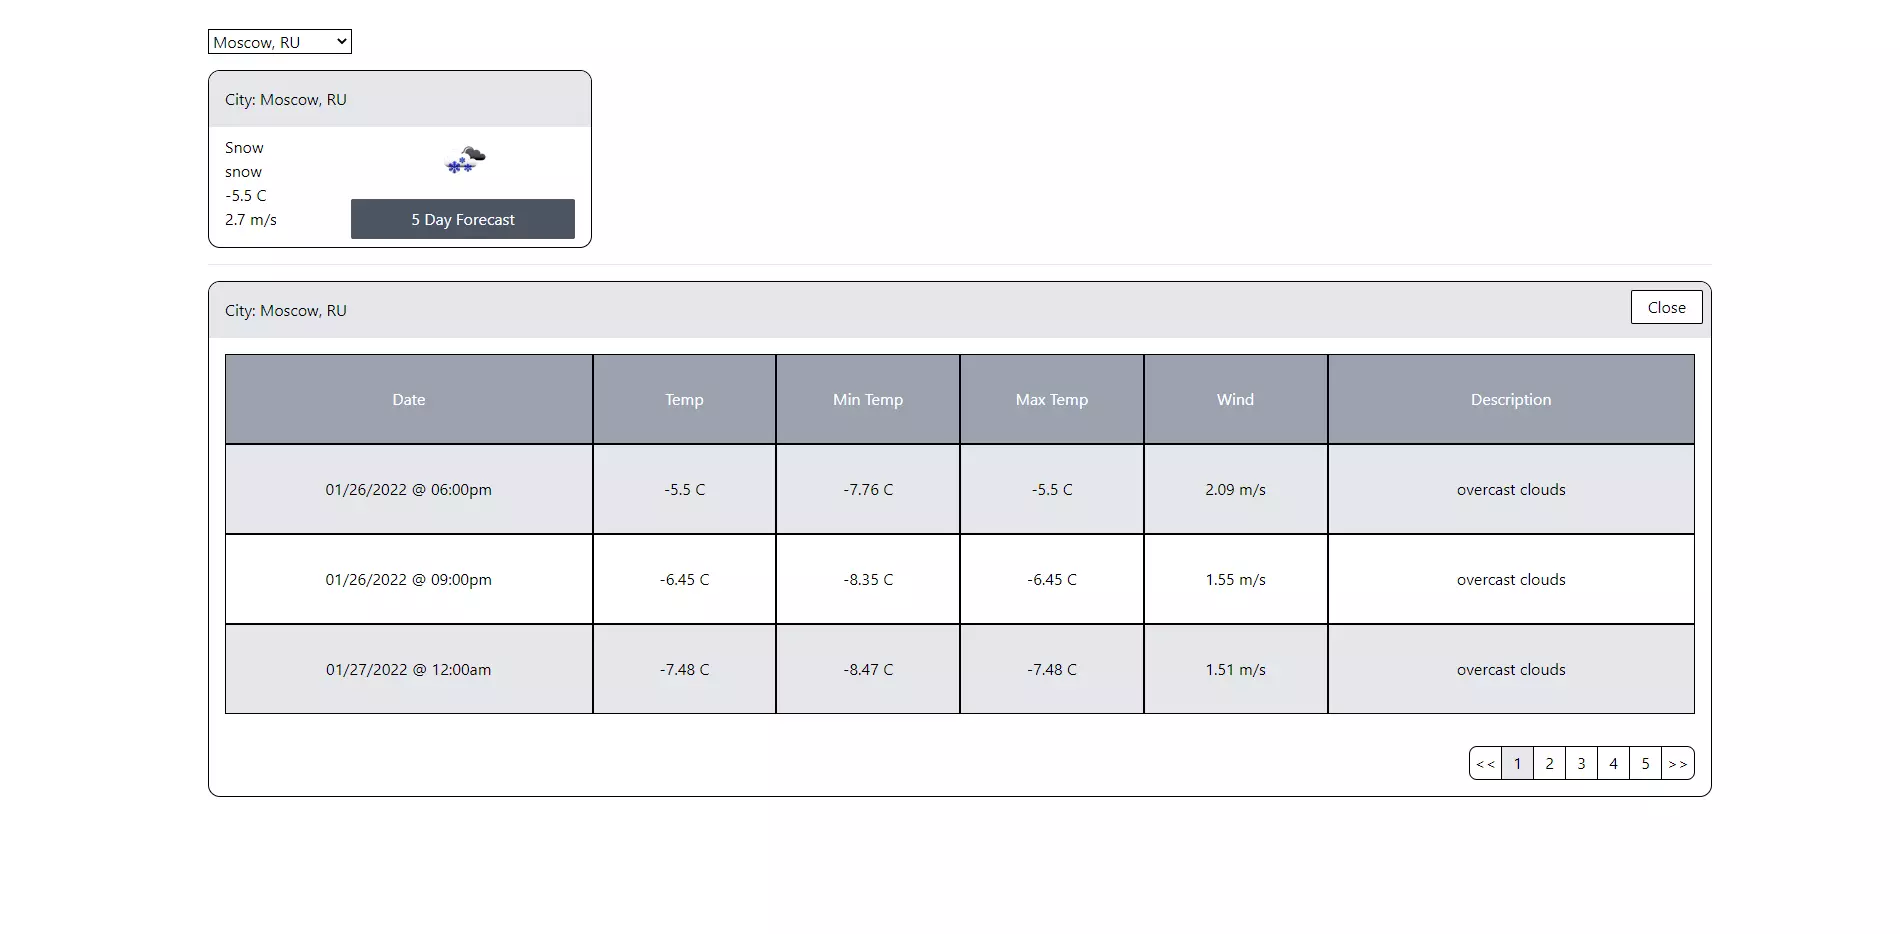 Moscow, RU
City: Moscow, RU
Snow
snow
-5.5 C
2.7 m/s
5 Day Forecast
City: Moscow, RU
Close
Date Temp Min Temp Max Temp Wind Description
01/26/2022 @ 06:00pm -5.5 C -7.76 C -5.5 C 2.09 m/s overcast clouds
01/26/2022 @ 09:00pm -6.45 C -8.35 C -6.45 C 1.55 m/s overcast clouds
01/27/2022 @ 12:00am -7.48 C -8.47 C -7.48 C 1.51 m/s overcast clouds
<< 1 2 3 4 5 >>